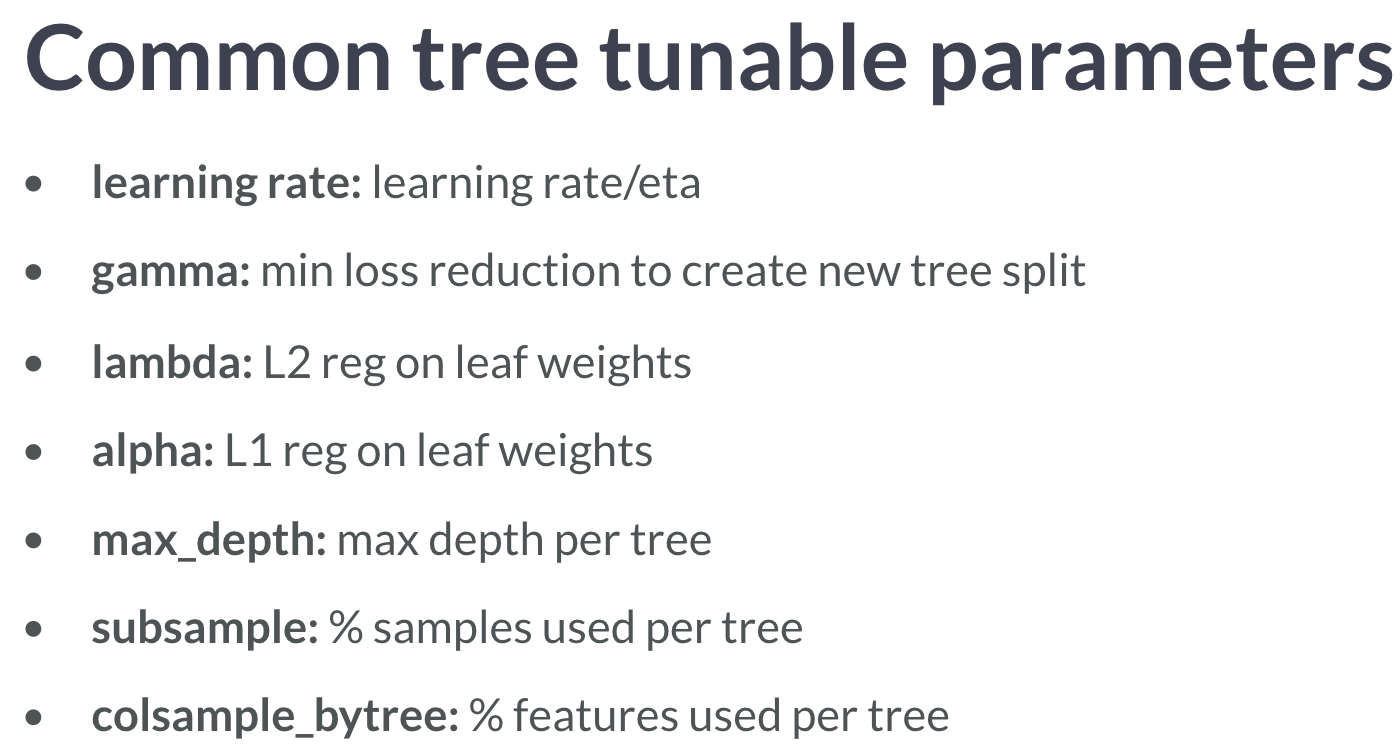 Common tree tunable parameters
• learning rate: learning rate/eta
• gamma: min loss reduction to create new tree split
• lambda: L2 reg on leaf weights
• alpha: L1 reg on leaf weights
• max_depth: max depth per tree
• subsample: % samples used per tree
• colsample_bytree: % features used per tree